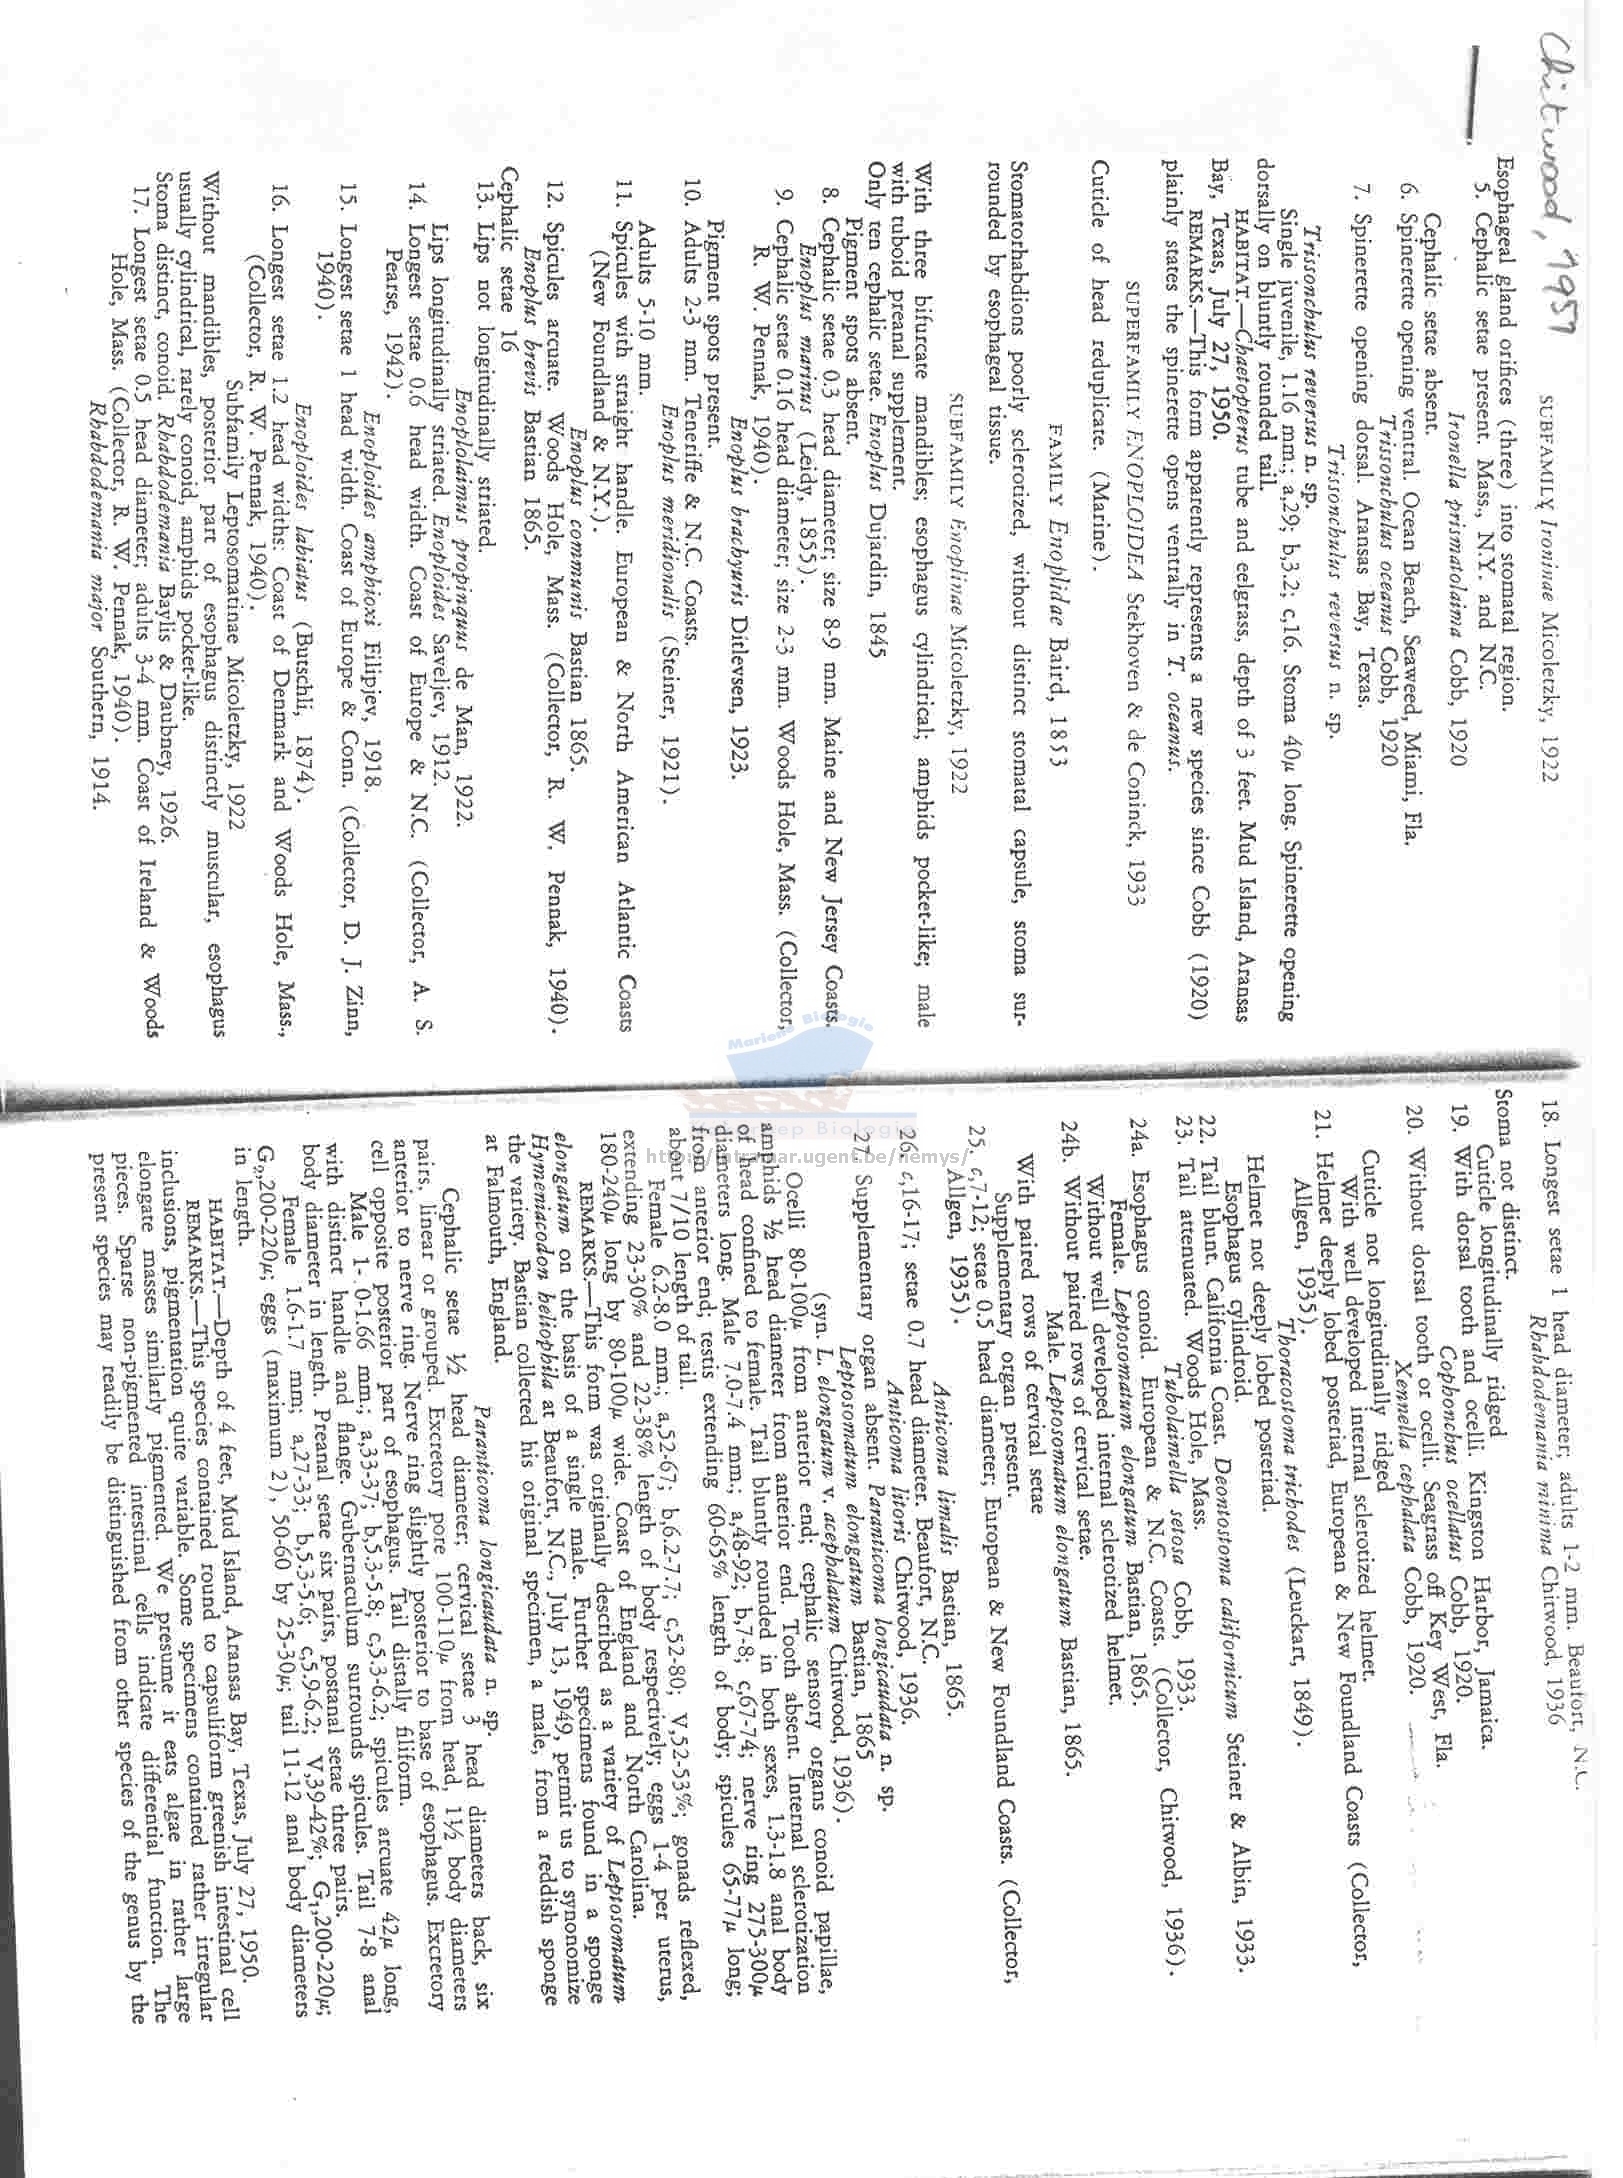 Chitwood, 1951
SUBFAMILY Ironinae Micoletzky, 1922
Esophageal gland orifices (three) into stomatal region.
5. Cephalic setae present. Mass., N.Y. and N.C.
Ironella prismatolaima Cobb, 1920
Cephalic setae absent.
6. Spinerette opening ventral. Ocean Beach, Seaweed, Miami, Fla.
Trissonchulus oceanus Cobb, 1920
7. Spinerette opening dorsal. Aransas Bay, Texas.
Trissonchulus reversus n. sp.
Trissonchulus reversus n. sp.
Single juvenile, 1.16 mm.; a,29; b,3.2; c,16. Stoma 40μ long. Spinerette opening
dorsally on bluntly rounded tail.
HABITAT.—Chaetopterus tube and eelgrass, depth of 3 feet. Mud Island, Aransas
Bay, Texas, July 27, 1950.
REMARKS.—This form apparently represents a new species since Cobb (1920)
plainly states the spinerette opens ventrally in T. oceanus.
SUPERFAMILY ENOPLOIDEA Stekhoven & de Coninck, 1933
Cuticle of head reduplicate. (Marine).
FAMILY Enoplidae Baird, 1853
Stomatorhabdions poorly sclerotized, without distinct stomatal capsule, stoma sur-
rounded by esophageal tissue.
SUBFAMILY Enoplinae Micoletzky, 1922
With three bifurcate mandibles; esophagus cylindrical; amphids pocket-like; male
with tuboid preanal supplement.
Only ten cephalic setae. Enoplus Dujardin, 1845
Pigment spots absent.
8. Cephalic setae 0.3 head diameter; size 8-9 mm. Maine and New Jersey Coasts.
Enoplus marinus (Leidy, 1855).
9. Cephalic setae 0.16 head diameter; size 2-3 mm. Woods Hole, Mass. (Collector,
R. W. Pennak, 1940).
Enoplus brachyuris Ditlevsen, 1923.
Pigment spots present.
10. Adults 2-3 mm. Teneriffe & N.C. Coasts.
Enoplus meridionalis (Steiner, 1921).
Adults 5-10 mm.
11. Spicules with straight handle. European & North American Atlantic Coasts
(New Foundland & N.Y.).
Enoplus communis Bastian 1865.
12. Spicules arcuate. Woods Hole, Mass. (Collector, R. W. Pennak, 1940).
Enoplus brevis Bastian 1865.
Cephalic setae 16
13. Lips not longitudinally striated.
Enoplolaimus propinquus de Man, 1922.
Lips longitudinally striated. Enoploides Saveljev, 1912.
14. Longest setae 0.6 head width. Coast of Europe & N.C. (Collector, A. S.
Pearse, 1942).
Enoploides amphioxi Filipjev, 1918.
15. Longest setae 1 head width. Coast of Europe & Conn. (Collector, D. J. Zinn,
1940).
Enoploides labiatus (Butschli, 1874).
16. Longest setae 1.2 head widths: Coast of Denmark and Woods Hole, Mass.,
(Collector, R. W. Pennak, 1940).
Subfamily Leptosomatinae Micoletzky, 1922
Without mandibles, posterior part of esophagus distinctly muscular, esophagus
usually cylindrical, rarely conoid, amphids pocket-like.
Stoma distinct, conoid. Rhabdodemania Baylis & Daubney, 1926.
17. Longest setae 0.5 head diameter; adults 3-4 mm. Coast of Ireland & Woods
Hole, Mass. (Collector, R. W. Pennak, 1940).
Rhabdodemania major Southern, 1914.
18. Longest setae 1 head diameter; adults 1-2 mm. Beaufort, N.C.
Rhabdodemania minima Chitwood, 1936
Stoma not distinct.
Cuticle longitudinally ridged
19. With dorsal tooth and ocelli. Kingston Harbor, Jamaica.
Cophonchus ocellatus Cobb, 1920.
20. Without dorsal tooth or ocelli. Seagrass off Key West, Fla.
Xennella cephalata Cobb, 1920.
Cuticle not longitudinally ridged
With well developed internal sclerotized helmet.
21. Helmet deeply lobed posteriad, European & New Foundland Coasts (Collector,
Allgen, 1935).
Thoracostoma trichodes (Leuckart, 1849).
Helmet not deeply lobed posteriad.
Esophagus cylindroid.
22. Tail blunt. California Coast. Deontostoma californicum Steiner & Albin, 1933.
23. Tail attenuated. Woods Hole, Mass.
Tubolaimella setosa Cobb, 1933.
24a. Esophagus conoid. European & N.C. Coasts. (Collector, Chitwood, 1936).
Female. Leptosomatum elongatum Bastian, 1865.
Without well developed internal sclerotized helmet.
24b. Without paired rows of cervical setae.
Male. Leptosomatum elongatum Bastian, 1865.
With paired rows of cervical setae
Supplementary organ present.
25. c,7-12; setae 0.5 head diameter; European & New Foundland Coasts. (Collector,
Allgen, 1935).
Anticoma limalis Bastian, 1865.
26. c,16-17; setae 0.7 head diameter. Beaufort, N.C.
Anticoma litoris Chitwood, 1936.
27. Supplementary organ absent. Paranticoma longicaudata n. sp.
Leptosomatum elongatum Bastian, 1865
(syn. L. elongatum v. acephalatum Chitwood, 1936).
Ocelli 80-100μ from anterior end; cephalic sensory organs conoid papillae,
amphids ½ head diameter from anterior end. Tooth absent. Internal sclerotization
of head confined to female. Tail bluntly rounded in both sexes, 1.3-1.8 anal body
diameters long. Male 7.0-7.4 mm.; a,48-92; b,7-8; c,67-74; nerve ring 275-300μ
from anterior end; testis extending 60-65% length of body; spicules 65-77μ long;
about 7/10 length of tail.
Female 6.2-8.0 mm.; a,52-67; b,6.2-7.7; c,52-80; V,52-53%; gonads reflexed,
extending 23-30% and 22-38% length of body respectively; eggs 1-4 per uterus,
180-240μ long by 80-100μ wide. Coast of England and North Carolina.
REMARKS.—This form was originally described as a variety of Leptosomatum
elongatum on the basis of a single male. Further specimens found in a sponge
Hymeniacodon heliophila at Beaufort, N.C., July 13, 1949, permit us to synonomize
the variety. Bastian collected his original specimen, a male, from a reddish sponge
at Falmouth, England.
Paranticoma longicaudata n. sp.
Cephalic setae ½ head diameter; cervical setae 3 head diameters back, six
pairs, linear or grouped. Excretory pore 100-110μ from head, 1½ body diameters
anterior to nerve ring. Nerve ring slightly posterior to base of esophagus. Excretory
cell opposite posterior part of esophagus. Tail distally filiform.
Male 1-.0-1.66 mm.; a,33-37; b,5.3-5.8; c,5.3-6.2; spicules arcuate 42μ long,
with distinct handle and flange. Gubernaculum surrounds spicules. Tail 7-8 anal
body diameter in length. Preanal setae six pairs, postanal setae three pairs.
Female 1.6-1.7 mm; a,27-33; b,5.3-5.6; c,5.9-6.2; V,39-42%; G₁,200-220μ;
G₂,200-220μ; eggs (maximum 2), 50-60 by 25-30μ; tail 11-12 anal body diameters
in length.
HABITAT.—Depth of 4 feet, Mud Island, Aransas Bay, Texas, July 27, 1950.
REMARKS.—This species contained round to capsuliform greenish intestinal cell
inclusions, pigmentation quite variable. Some specimens contained rather irregular
elongate masses similarly pigmented. We presume it eats algae in rather large
pieces. Sparse non-pigmented intestinal cells indicate differential function. The
present species may readily be distinguished from other species of the genus by the
Mariene Biologie
Biologie
http://intramar.ugent.be/nemys/